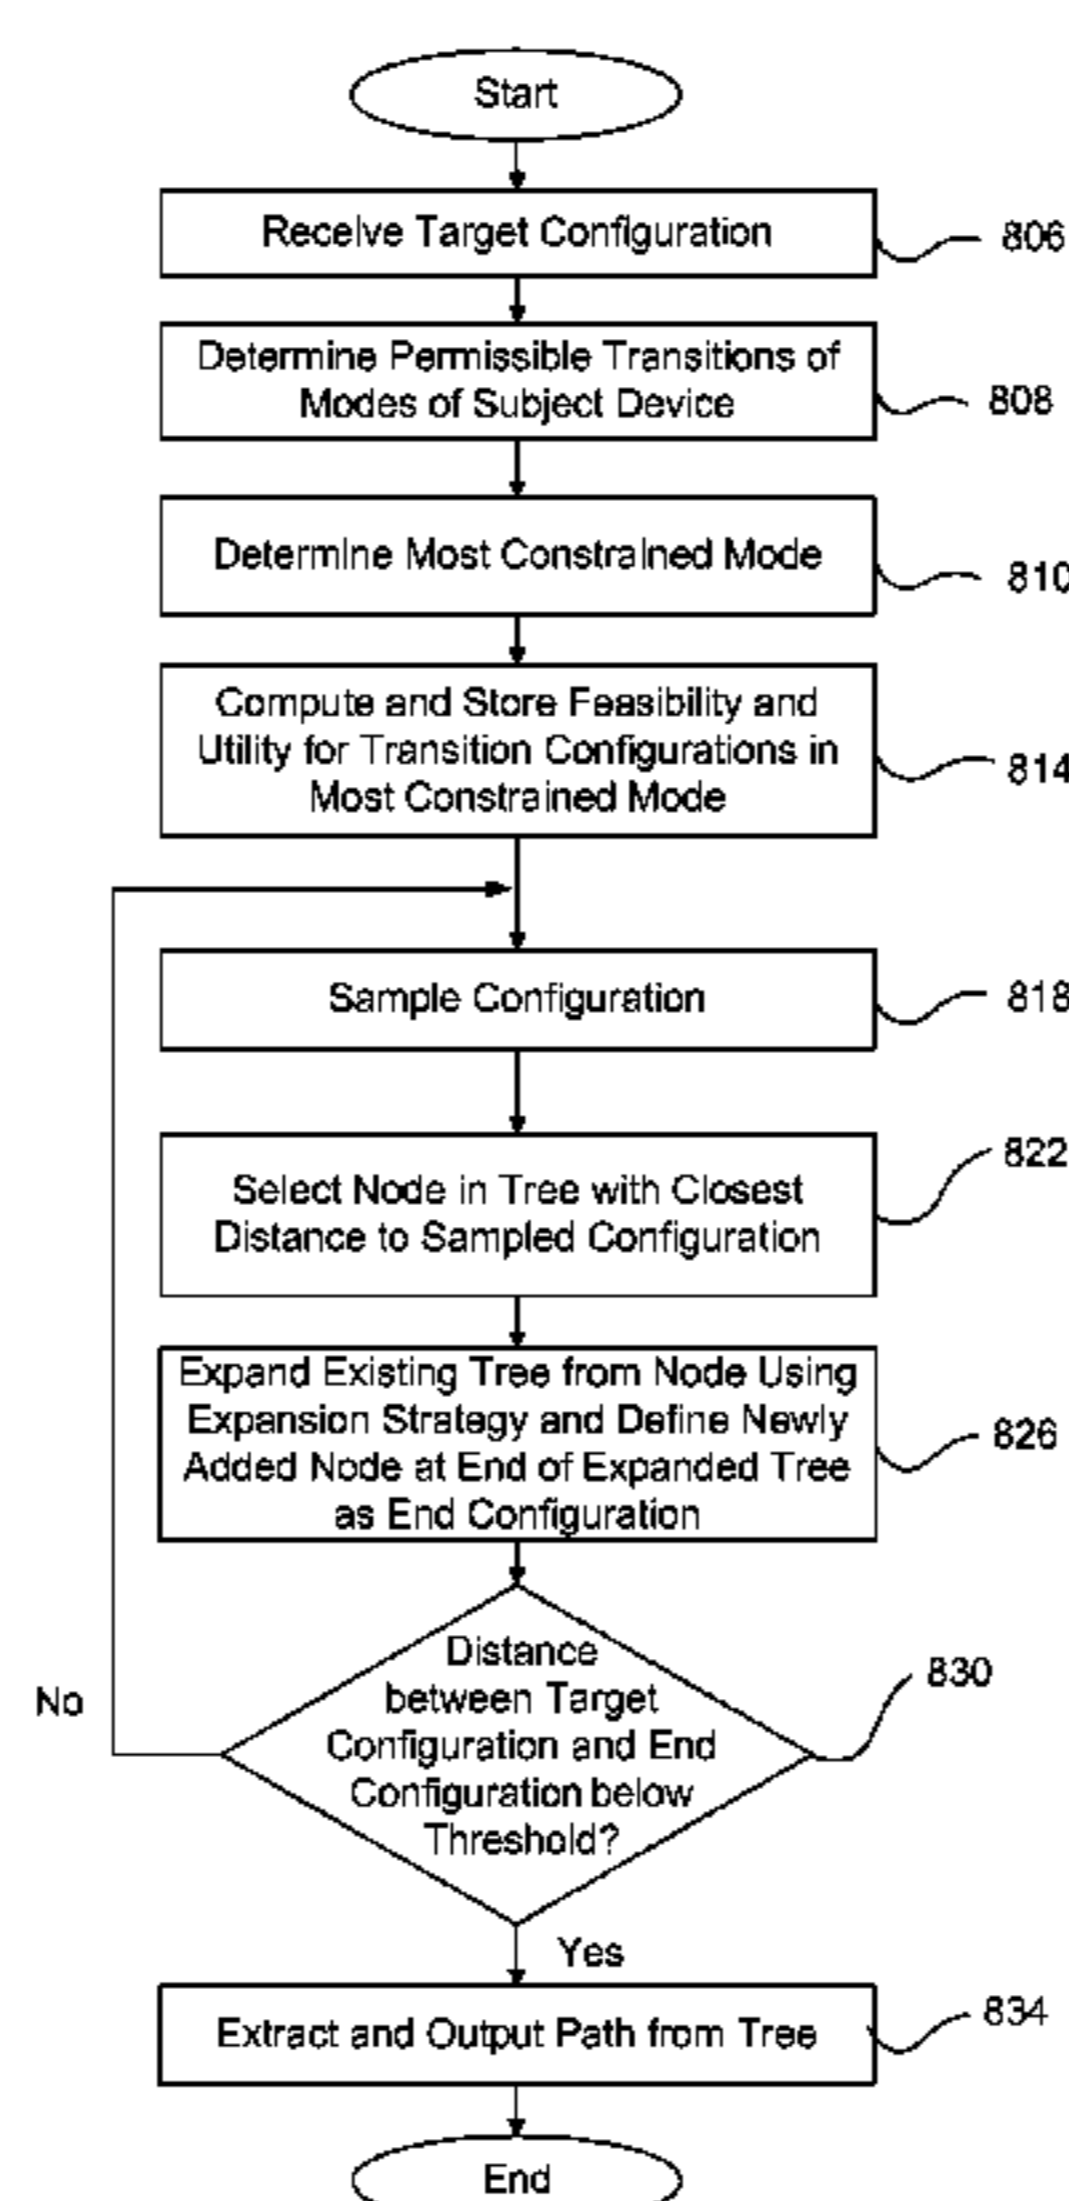 Start
Receive Target Configuration
806
Determine Permissible Transitions of
Modes of Subject Device
808
Determine Most Constrained Mode
810
Compute and Store Feasibility and
Utility for Transition Configurations in
Most Constrained Mode
814
Sample Configuration
818
Select Node in Tree with Closest
Distance to Sampled Configuration
822
Expand Existing Tree from Node Using
Expansion Strategy and Define Newly
Added Node at End of Expanded Tree
as End Configuration
826
Distance
between Target
Configuration and End
Configuration below
Threshold?
830
No
Yes
Extract and Output Path from Tree
834
End